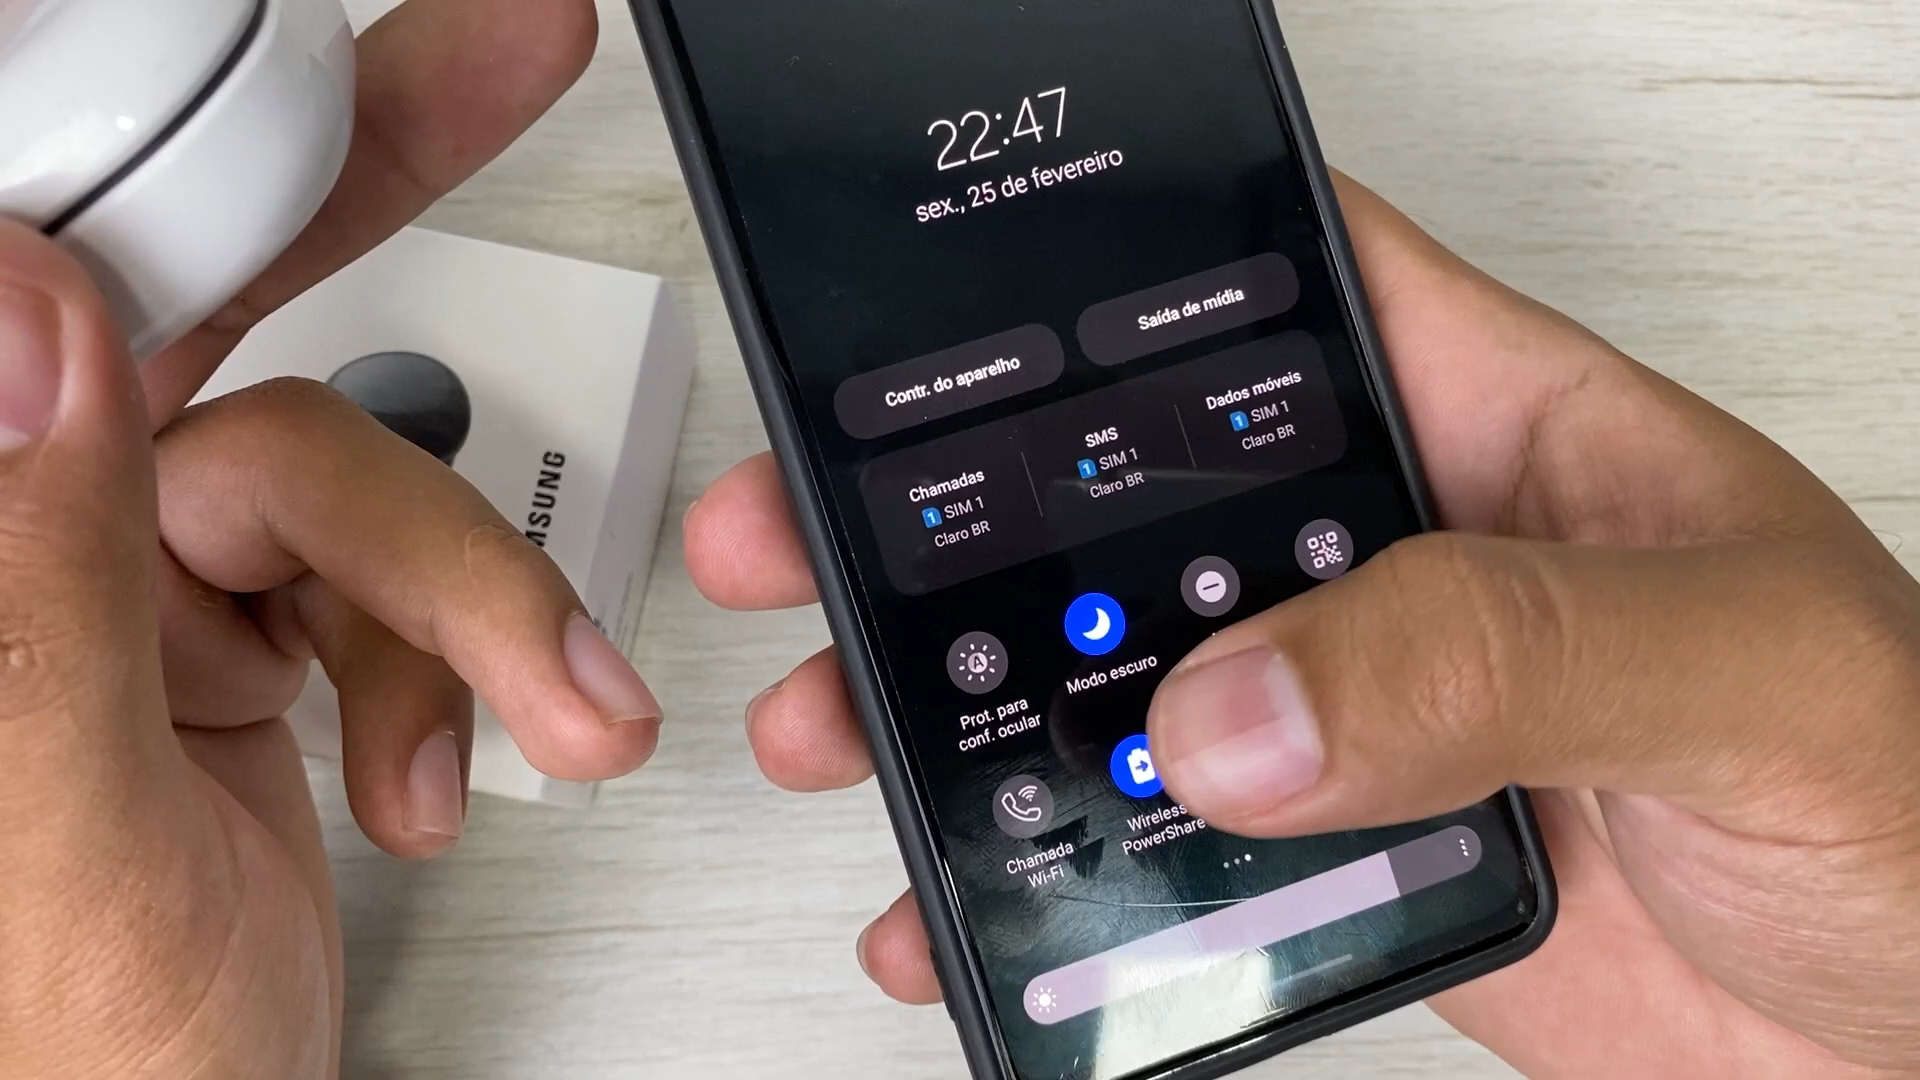 22:47
sex., 25 de fevereiro
Contr. do aparelho
Saída de mídia
Chamadas
1 SIM 1
Claro BR
SMS
1 SIM 1
Claro BR
Dados móveis
1 SIM 1
Claro BR
Prot. para
conf. ocular
Modo escuro
Chamada
Wi-Fi
Wireless
PowerShare
MSUNG